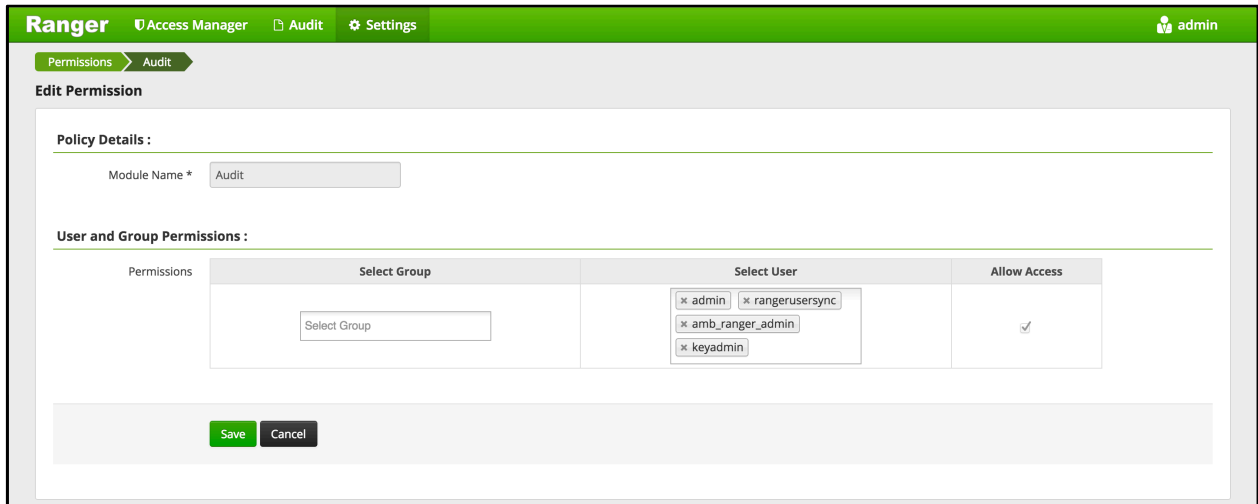 Ranger Access Manager Audit Settings admin
Permissions Audit
Edit Permission
Policy Details :
Module Name * Audit
User and Group Permissions :
Permissions Select Group Select User Allow Access
Select Group
× admin × rangerusersync
× amb_ranger_admin
× keyadmin
Save Cancel